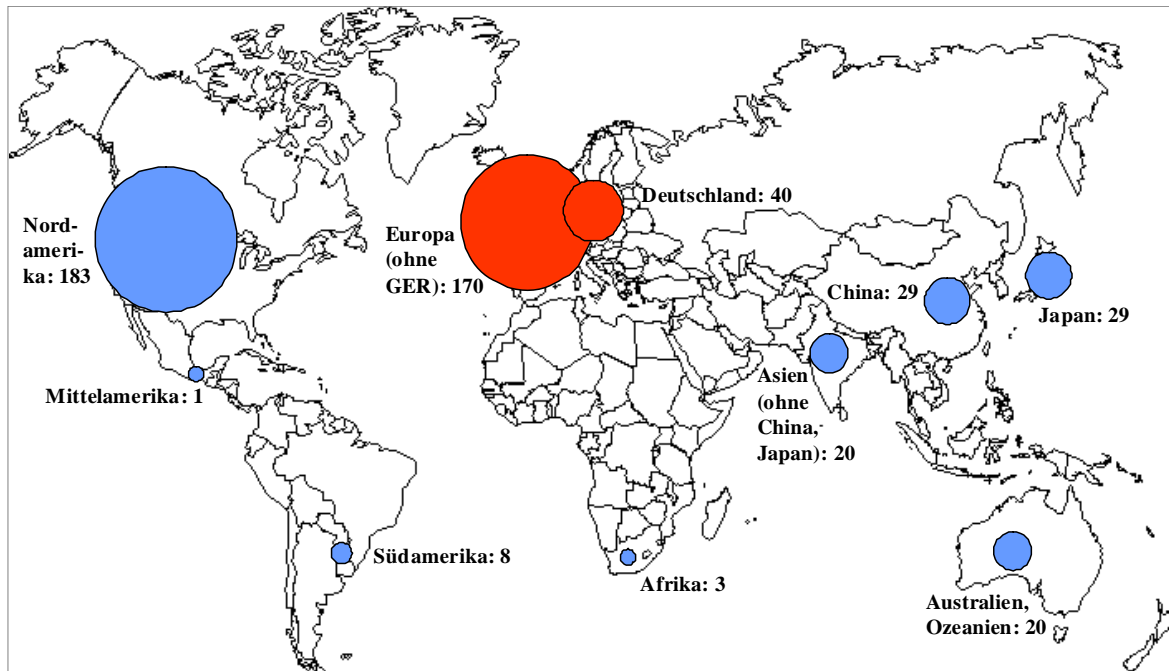 Nord-
ameri-
ka: 183
Europa
(ohne
GER): 170
Deutschland: 40
China: 29
Japan: 29
Mittelamerika: 1
Asien
(ohne
China,
Japan): 20
Südamerika: 8
Afrika: 3
Australien,
Ozeanien: 20